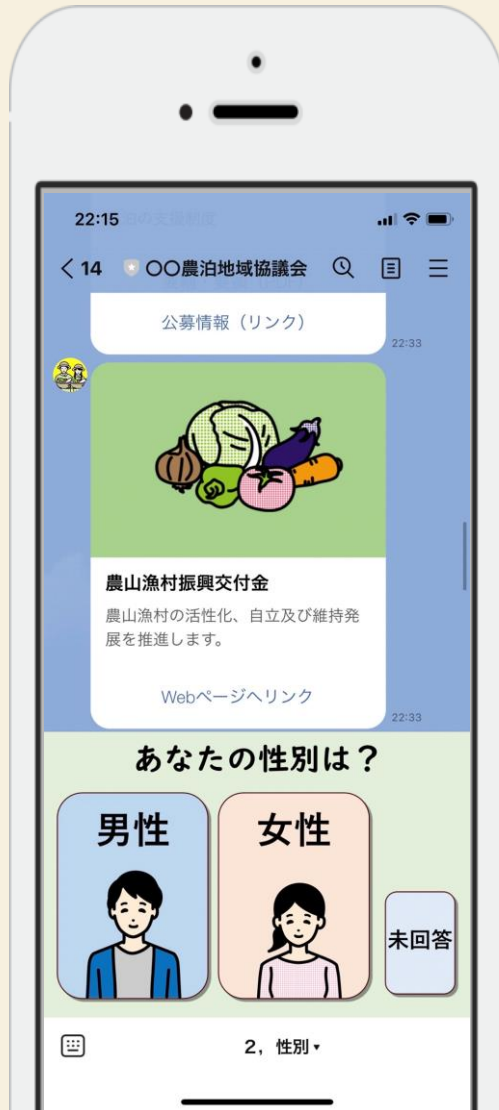 22:15
14 〇〇農泊地域協議会
公募情報（リンク）
22:33
農山漁村振興交付金
農山漁村の活性化、自立及び維持発
展を推進します。
Webページへリンク
22:33
あなたの性別は？
男性
女性
未回答
2，性別▼